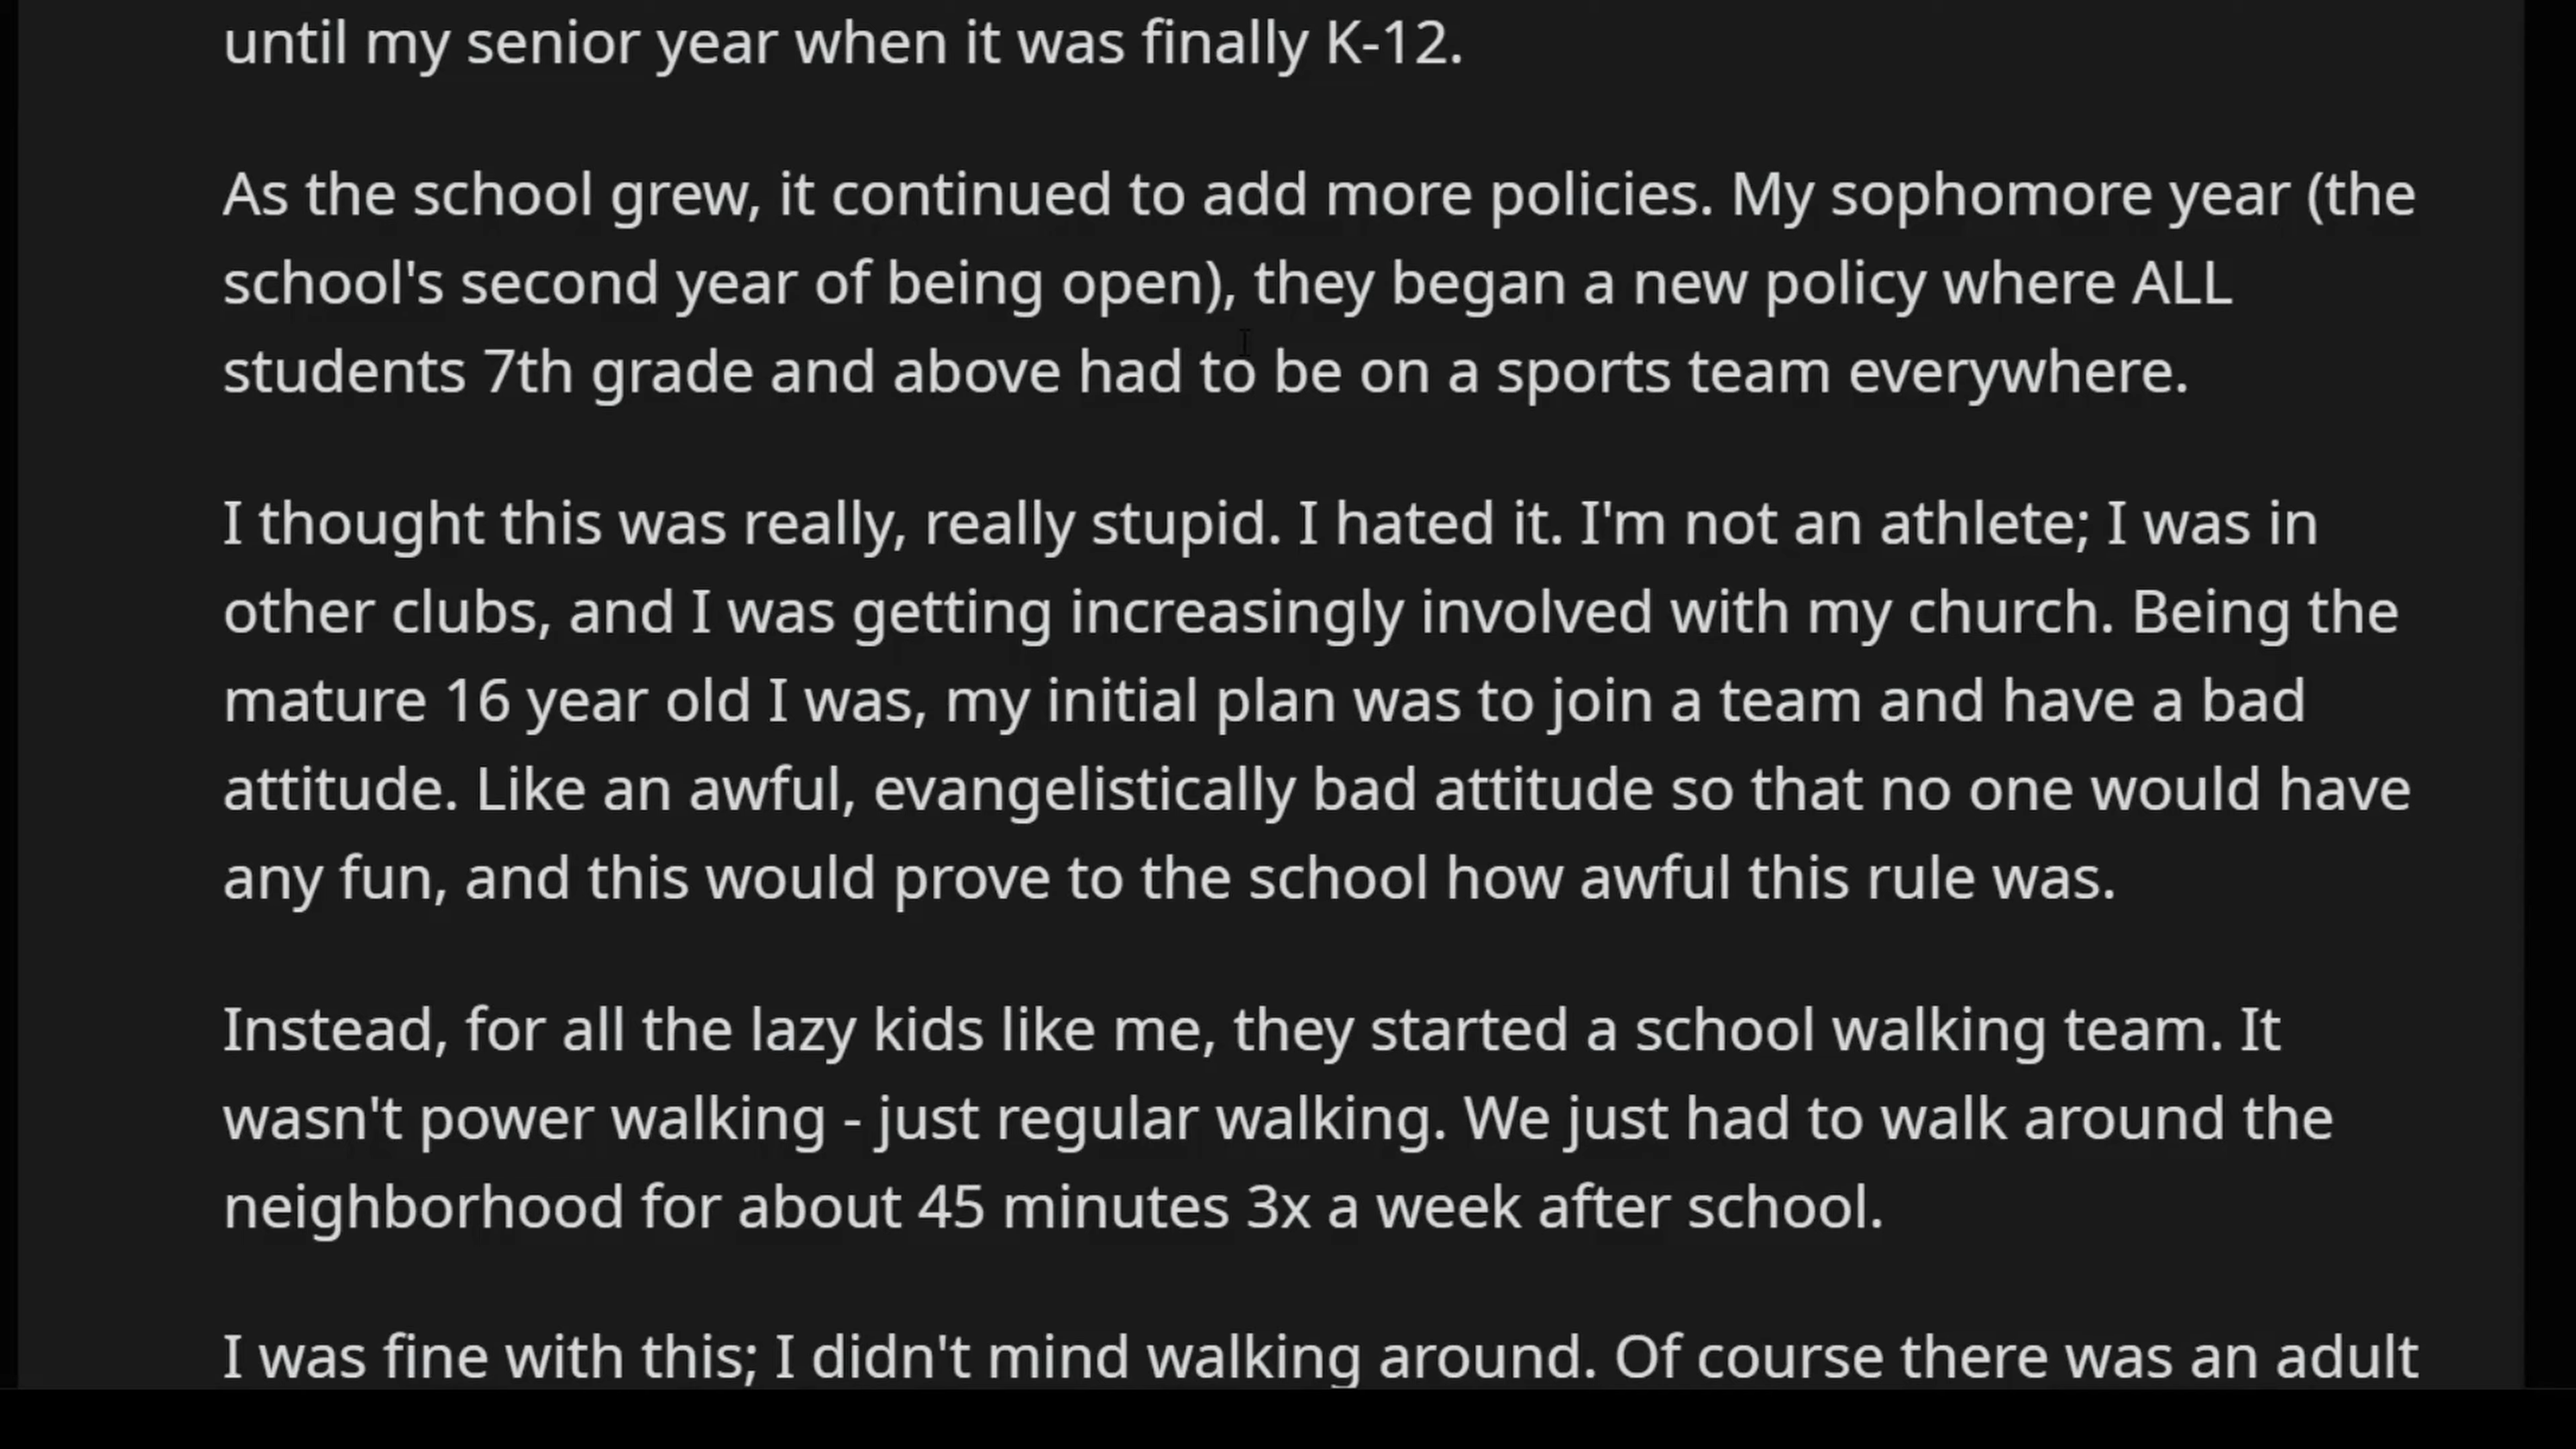 until my senior year when it was finally K-12.
As the school grew, it continued to add more policies. My sophomore year (the
school's second year of being open), they began a new policy where ALL
students 7th grade and above had to be on a sports team everywhere.
I thought this was really, really stupid. I hated it. I'm not an athlete; I was in
other clubs, and I was getting increasingly involved with my church. Being the
mature 16 year old I was, my initial plan was to join a team and have a bad
attitude. Like an awful, evangelistically bad attitude so that no one would have
any fun, and this would prove to the school how awful this rule was.
Instead, for all the lazy kids like me, they started a school walking team. It
wasn't power walking - just regular walking. We just had to walk around the
neighborhood for about 45 minutes 3x a week after school.
I was fine with this; I didn't mind walking around. Of course there was an adult